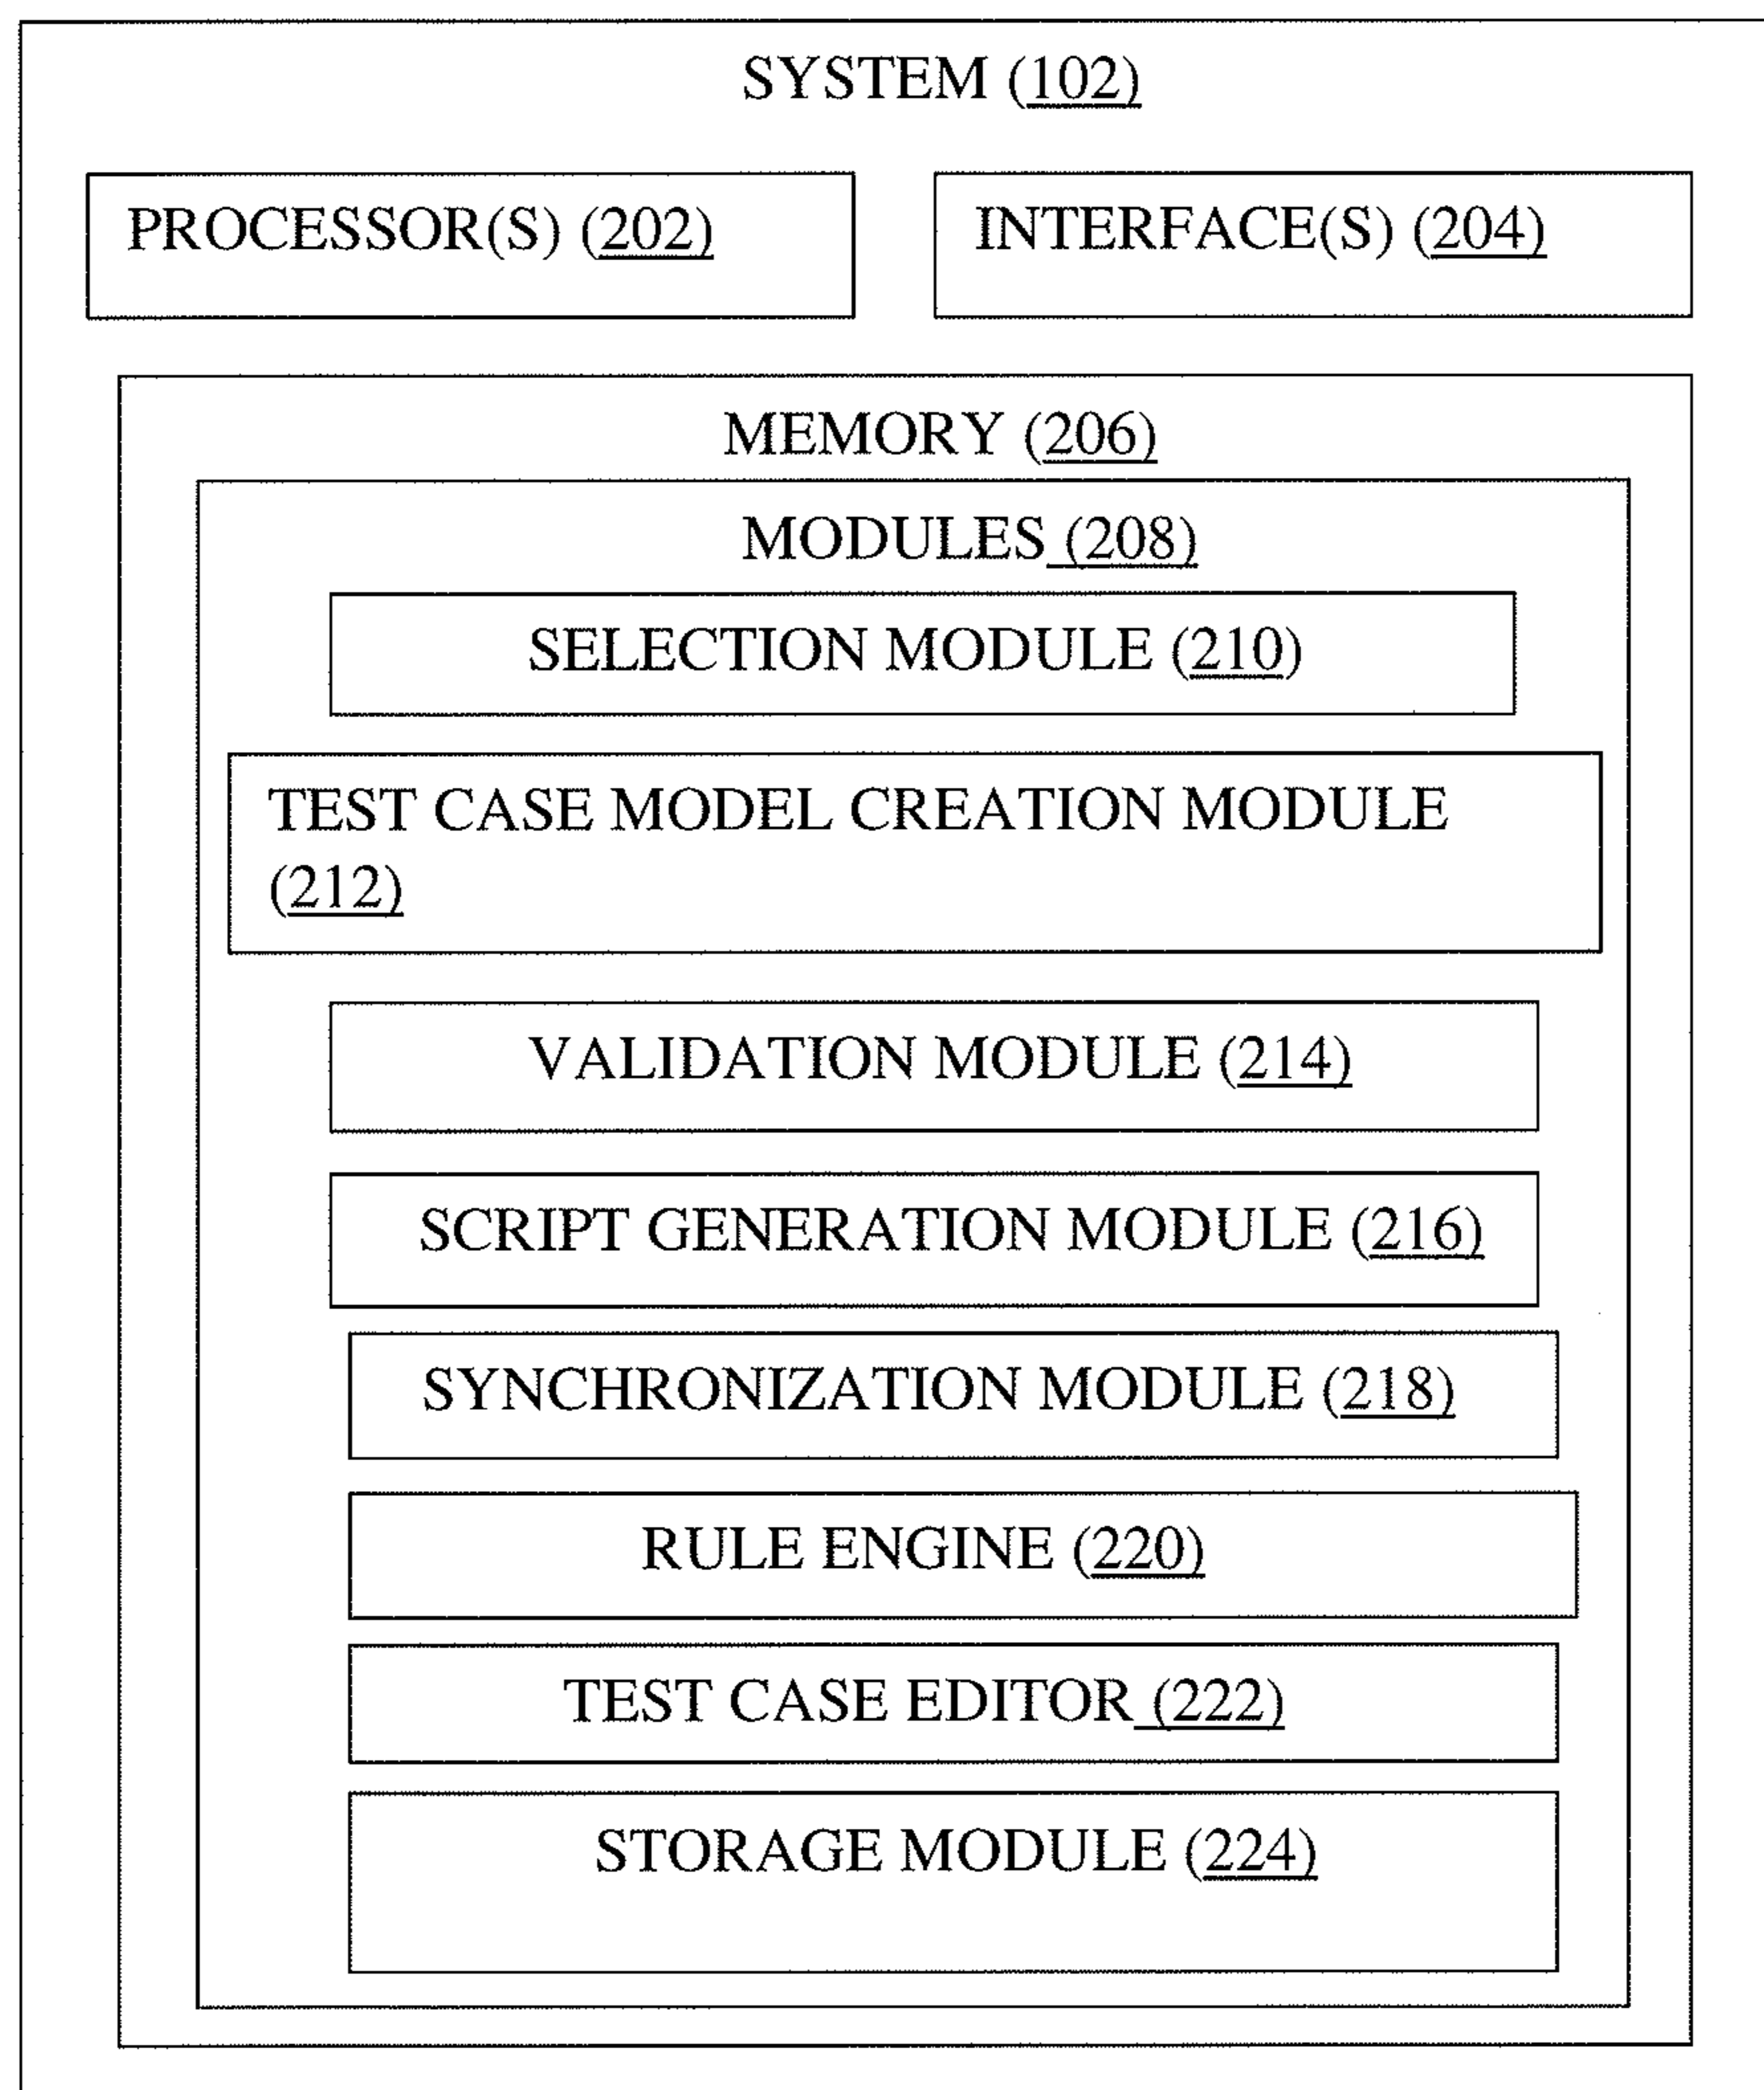 SYSTEM (102)
PROCESSOR(S) (202)
INTERFACE(S) (204)
MEMORY (206)
MODULES (208)
SELECTION MODULE (210)
TEST CASE MODEL CREATION MODULE
(212)
VALIDATION MODULE (214)
SCRIPT GENERATION MODULE (216)
SYNCHRONIZATION MODULE (218)
RULE ENGINE (220)
TEST CASE EDITOR (222)
STORAGE MODULE (224)